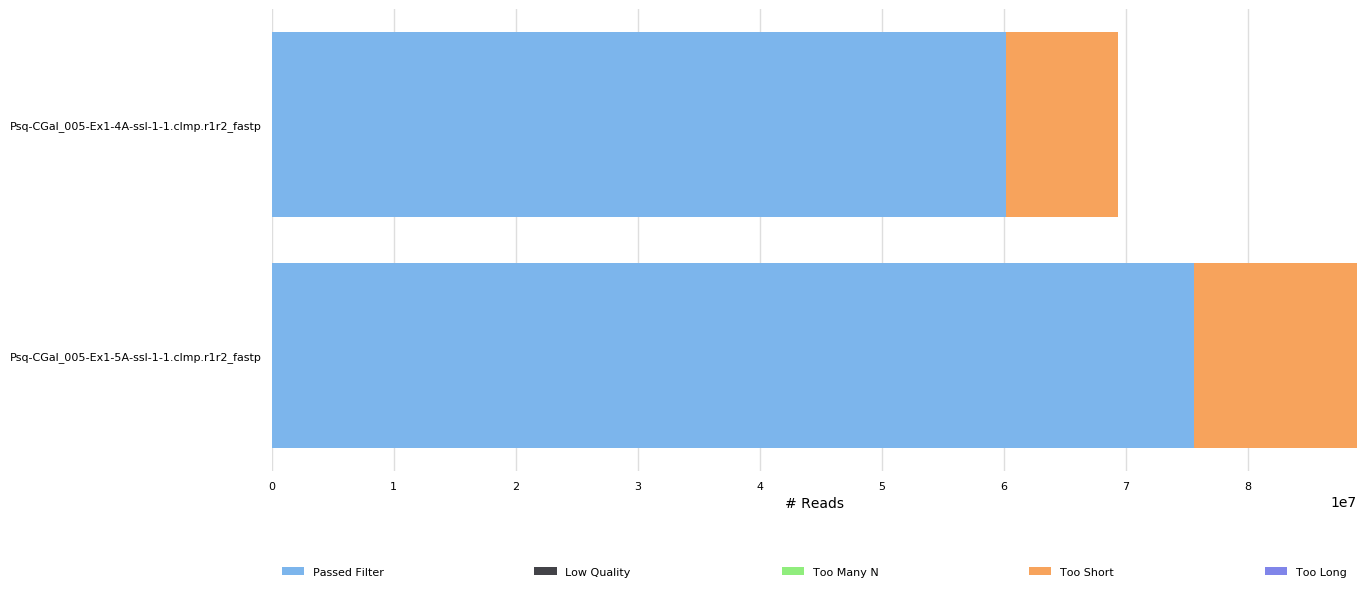 Psq-CGal_005-Ex1-4A-ssl-1-1.clmp.r1r2_fastp
Psq-CGal_005-Ex1-5A-ssl-1-1.clmp.r1r2_fastp
0 1 2 3 4 5 6 7 8
# Reads
1e7
Passed Filter Low Quality Too Many N Too Short Too Long